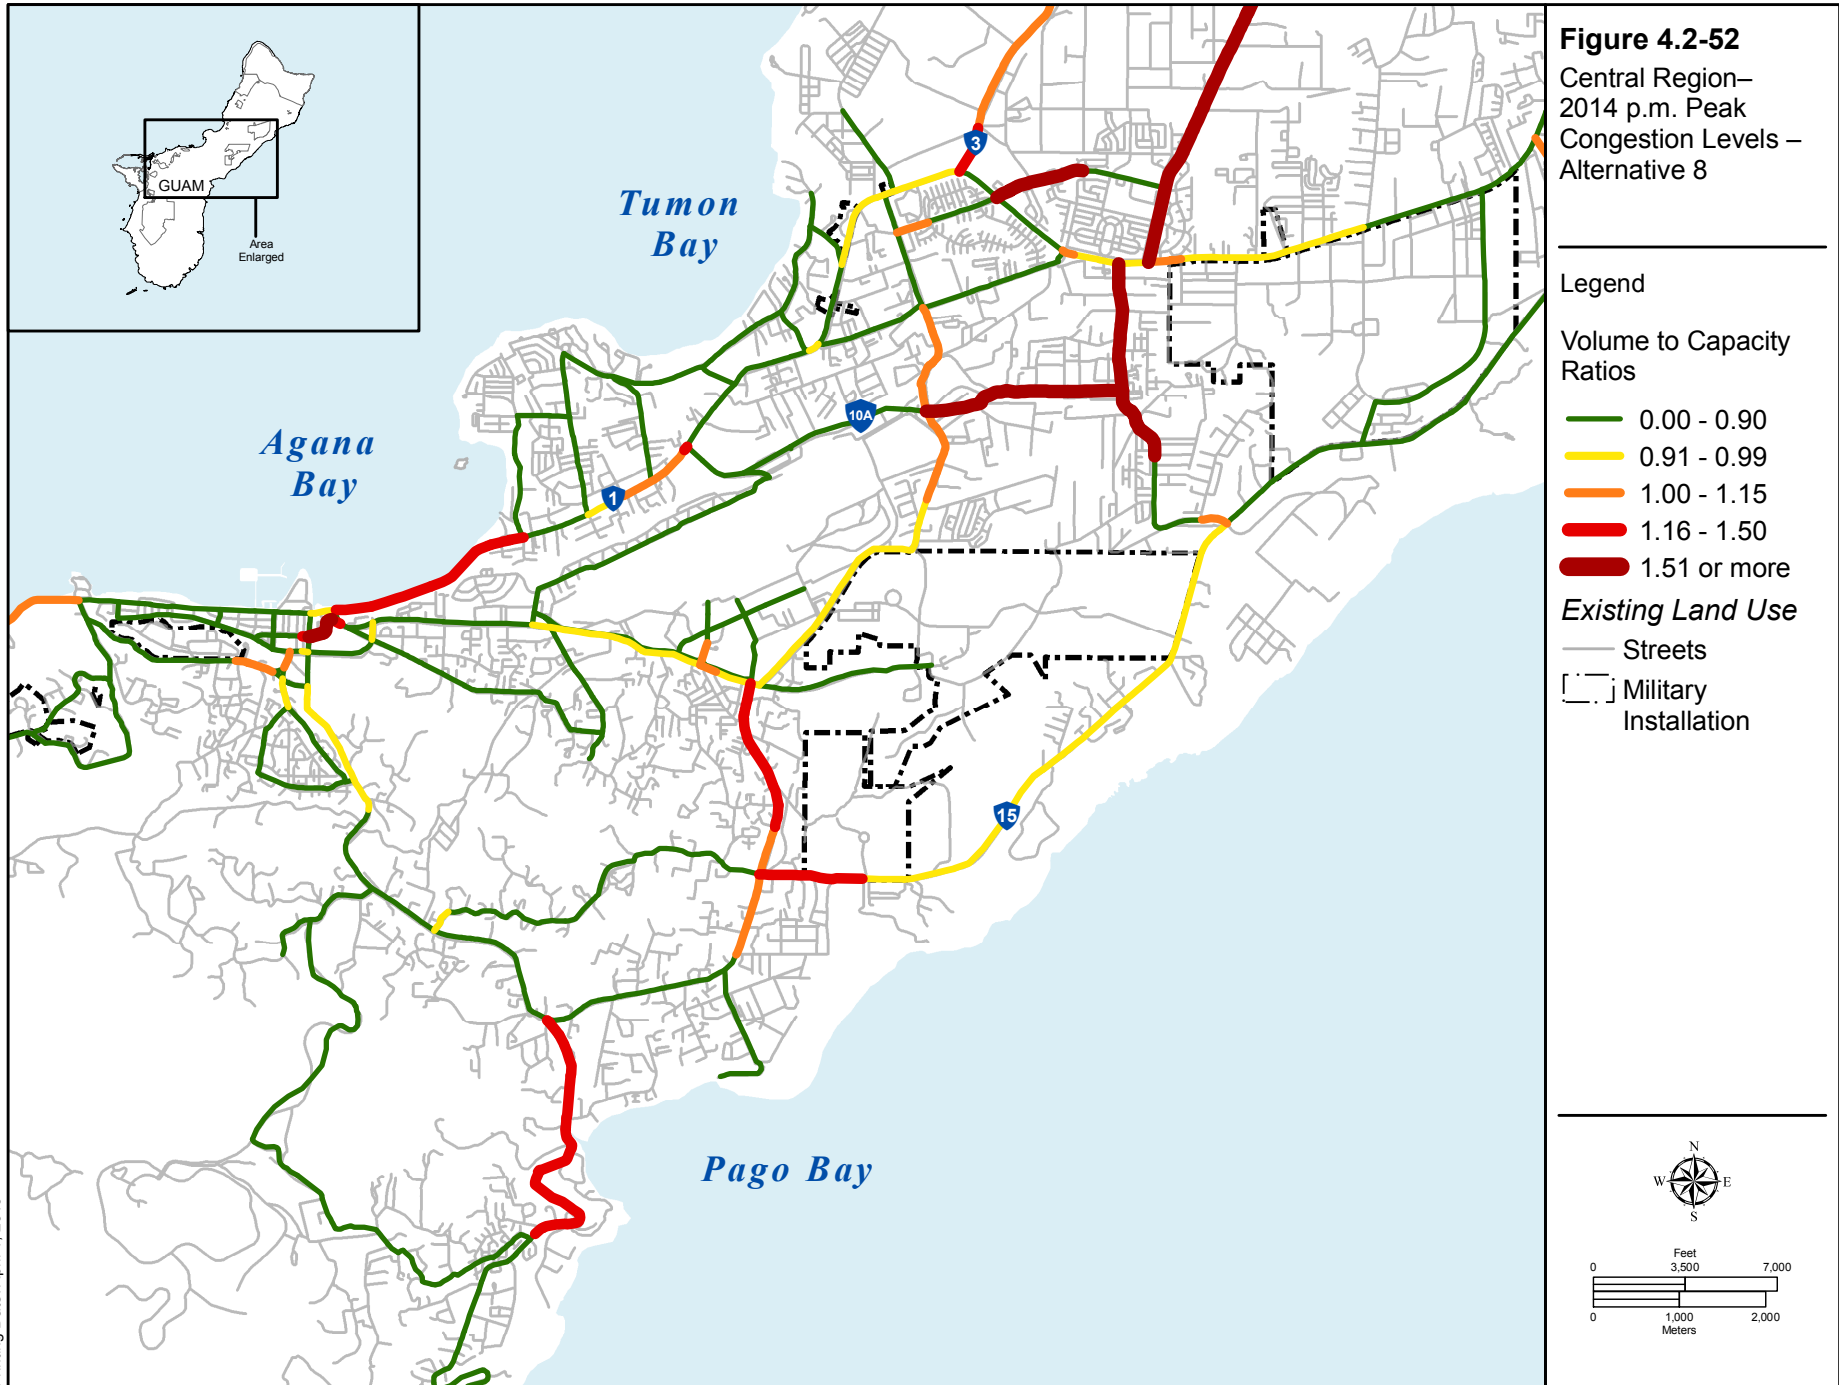 Figure 4.2-52
Central Region–
2014 p.m. Peak
Congestion Levels –
Alternative 8
Legend
Volume to Capacity
Ratios
0.00 - 0.90
0.91 - 0.99
1.00 - 1.15
1.16 - 1.50
1.51 or more
Existing Land Use
Streets
Military
Installation
N
W E
S
Feet
0 3,500 7,000
0 1,000 2,000
Meters
GUAM
Area
Enlarged
Tumon
Bay
Agana
Bay
Pago Bay
3
10A
1
15